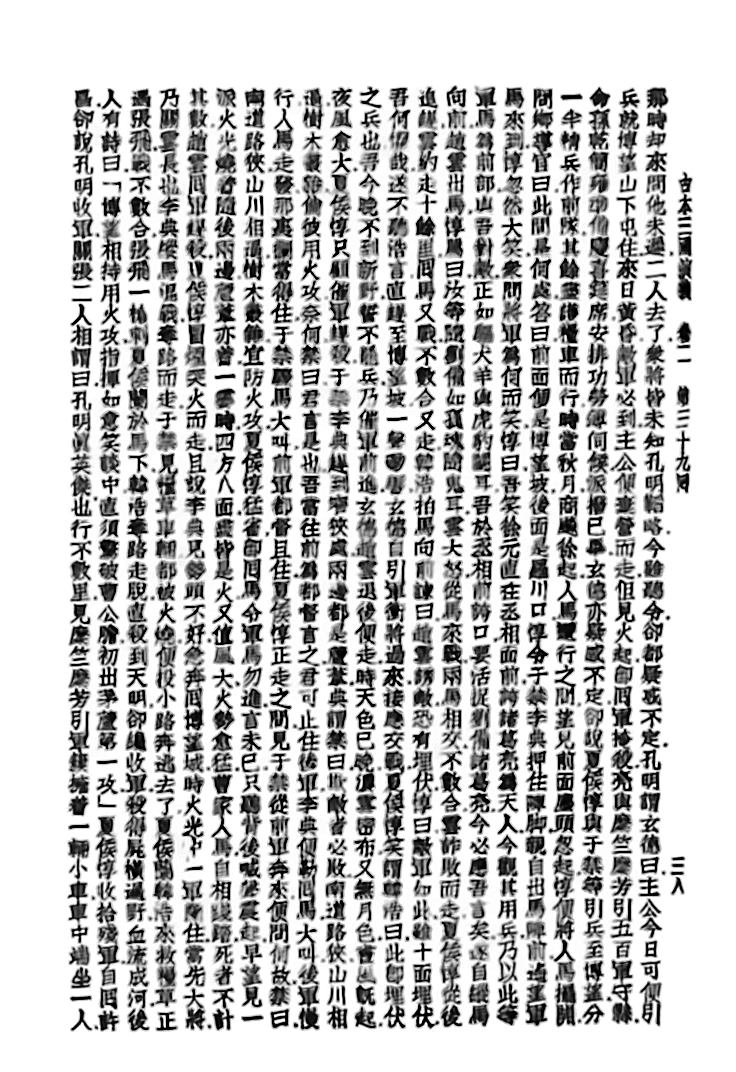 古本三國演義　卷二　第三十九囘　三八
那時却來問他未遲二人去了衆將皆未知孔明韜略今雖聽令卻都疑惑不定孔明謂玄德曰主公今日可便引
兵就博望山下屯住來日黃昏敵軍必到主公便棄營而走但見火起卽囘軍掩殺亮與糜竺糜芳引五百軍守縣
命孫乾簡雍準備慶喜筵席安排功勞簿伺候派撥已畢玄德亦疑惑不定卻說夏侯惇與于禁等引兵至博望分
一半精兵作前隊其餘盡護糧車而行時當秋月商飇徐起人馬趲行之間望見前面塵頭忽起惇便將人馬擺開
問鄉導官曰此間是何處答曰前面便是博望坡後面是羅川口惇令于禁李典押住陣脚親自出馬陣前遙望軍
馬來到惇忽然大笑衆問將軍爲何而笑惇曰吾笑徐元直在丞相面前誇諸葛亮爲天人今觀其用兵乃以此等
軍馬爲前部與吾對敵正如驅犬羊與虎豹鬪耳吾於丞相前誇口要活捉劉備諸葛亮今必應吾言矣遂自縱馬
向前趙雲出馬惇罵曰汝等隨劉備如孤魂隨鬼耳雲大怒縱馬來戰兩馬相交不數合雲詐敗而走夏侯惇從後
追趕雲約走十餘里囘馬又戰不數合又走韓浩拍馬向前諫曰趙雲誘敵恐有埋伏惇曰敵軍如此雖十面埋伏
吾何懼哉遂不聽浩言直趕至博望坡一聲礮響玄德自引軍衝將過來接應交戰夏侯惇笑謂韓浩曰此卽埋伏
之兵也吾今晚不到新野誓不罷兵乃催軍前進玄德趙雲退後便走時天色已晚濃雲密布又無月色晝風旣起
夜風愈大夏侯惇只顧催軍趕殺于禁李典趕到窄狹處兩邊都是蘆葦典謂禁曰欺敵者必敗南道路狹山川相
逼樹木叢雜倘彼用火攻奈何禁曰君言是也吾當往前爲都督言之君可止住後軍李典便勒囘馬大叫後軍慢
行人馬走發那裏攔當得住于禁驟馬大叫前軍都督且住夏侯惇正走之間見于禁從前軍奔來便問何故禁曰
南道路狹山川相逼樹木叢雜宜防火攻夏侯惇猛省卽囘馬令軍馬勿進言未已只聽背後喊聲震起早望見一
派火光燒着隨後兩邊蘆葦亦着一霎時四方八面盡皆是火又值風大火勢愈猛曹家人馬自相踐踏死者不計
其數趙雲囘軍趕殺夏侯惇冒煙突火而走且說李典見勢頭不好急奔囘博望城時火光中一軍攔住當先大將
乃關雲長也李典縱馬混戰奪路而走于禁見糧草車輛都被火燒便投小路奔逃去了夏侯蘭韓浩來救糧草正
遇張飛戰不數合張飛一槍刺夏侯蘭於馬下韓浩奪路走脫直殺到天明卻纔收軍殺得屍橫遍野血流成河後
人有詩曰「博望相持用火攻指揮如意笑談中直須驚破曹公膽初出茅廬第一攻」夏侯惇收拾殘軍自囘許
昌卻說孔明收軍關張二人相謂曰孔明眞英傑也行不數里見糜竺糜芳引軍簇擁着一輛小車車中端坐一人